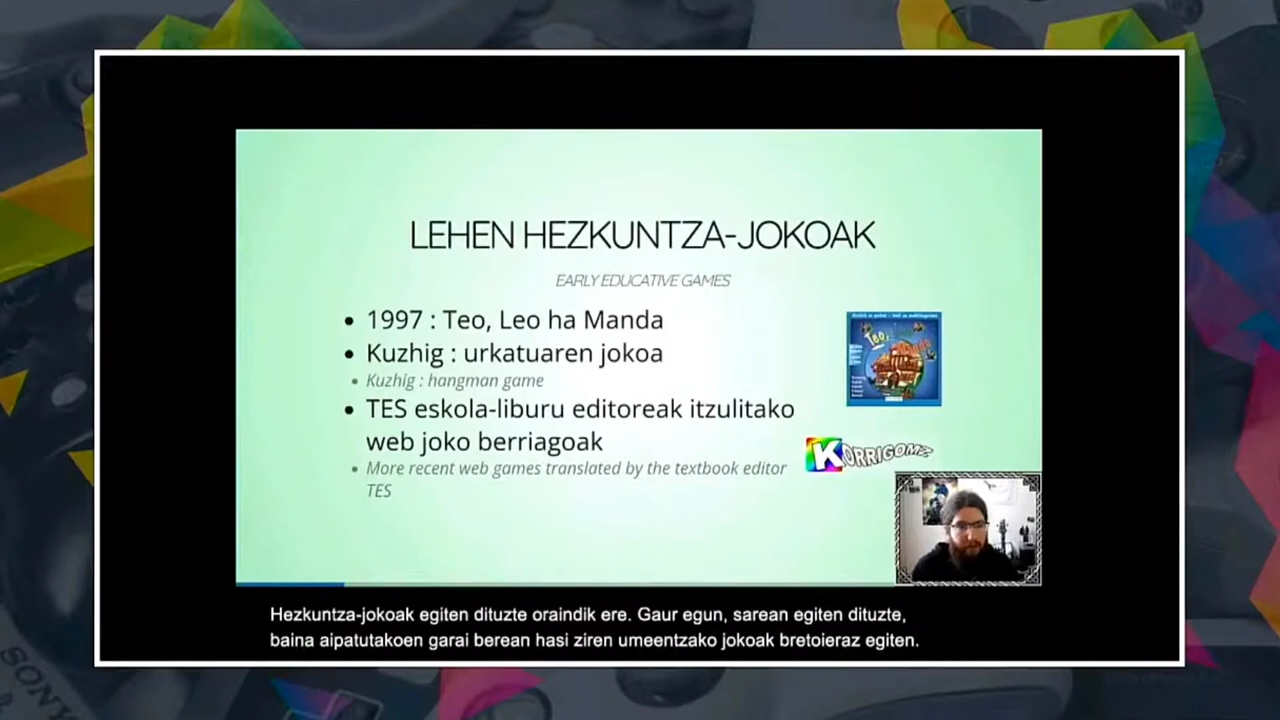 LEHEN HEZKUNTZA-JOKOAK
EARLY EDUCATIVE GAMES
• 1997 : Teo, Leo ha Manda
• Kuzhig : urkatuaren jokoa
• Kuzhig : hangman game
• TES eskola-liburu editoreak itzulitako
web joko berriagoak
• More recent web games translated by the textbook editor
TES
KORRIGOMZ
Hezkuntza-jokoak egiten dituzte oraindik ere. Gaur egun, sarean egiten dituzte,
baina aipatutakoen garai berean hasi ziren umeentzako jokoak bretoieraz egiten.
SONY